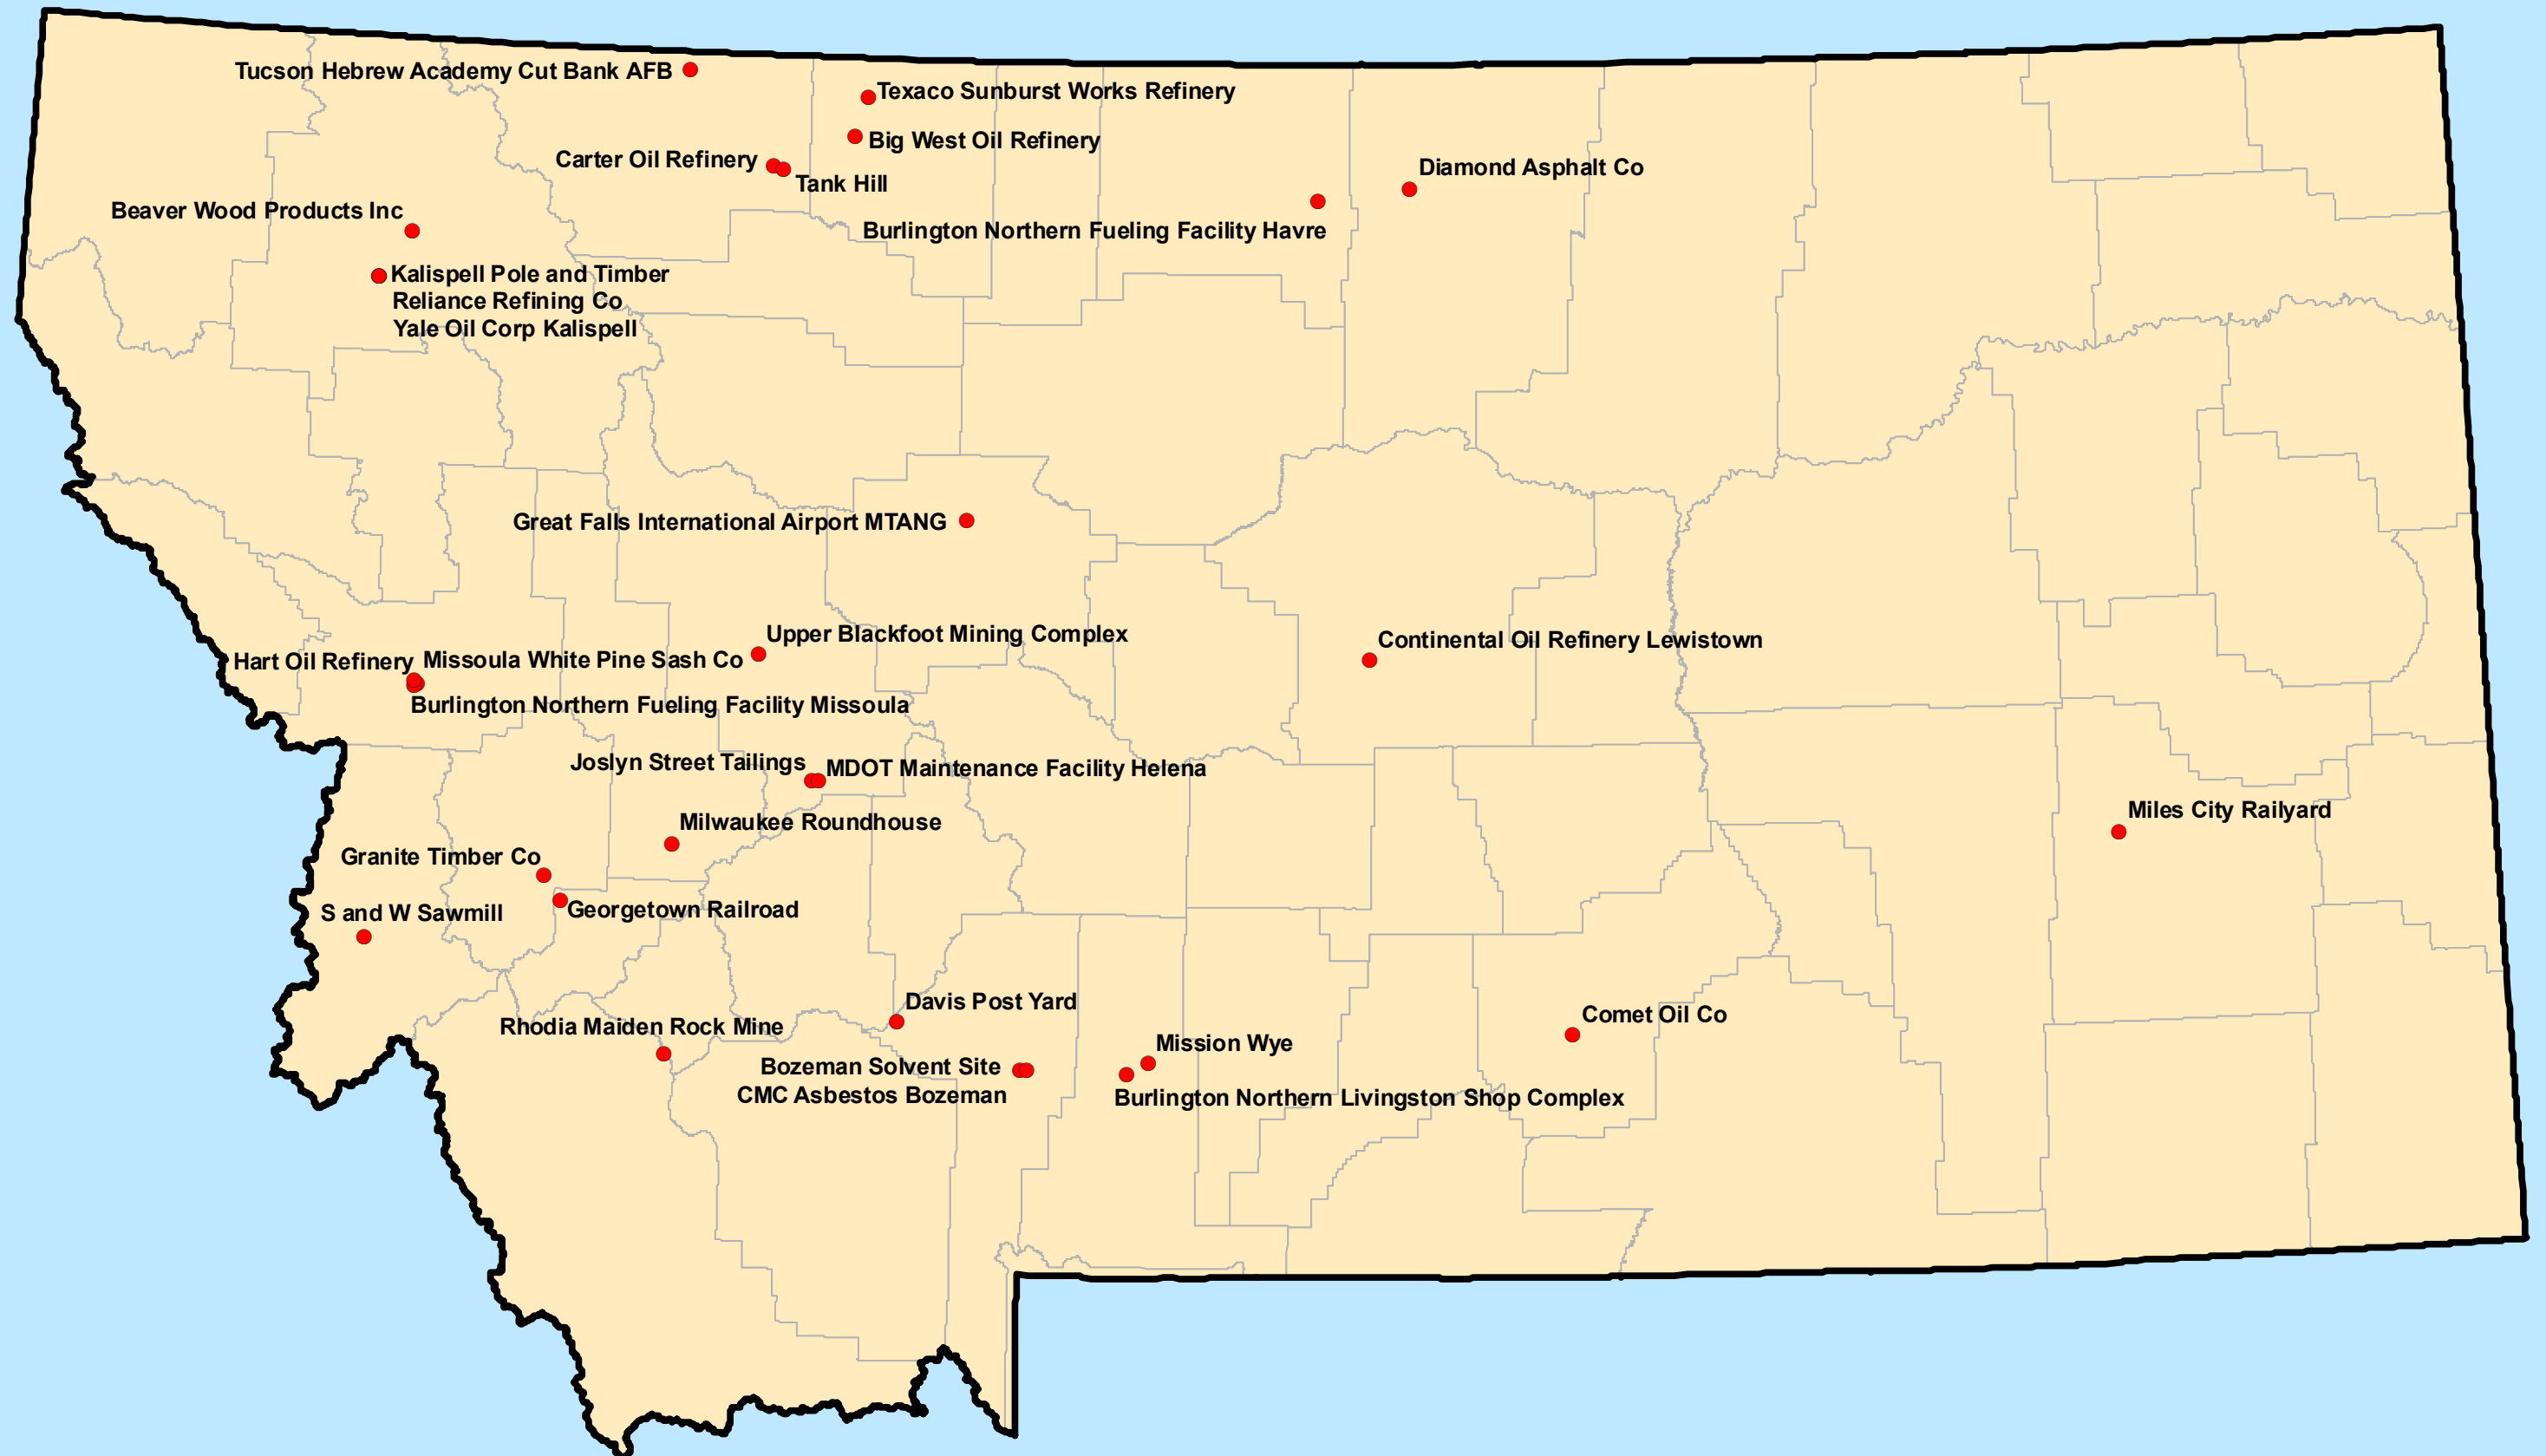 Tucson Hebrew Academy Cut Bank AFB
Texaco Sunburst Works Refinery
Big West Oil Refinery
Carter Oil Refinery
Tank Hill
Diamond Asphalt Co
Burlington Northern Fueling Facility Havre
Beaver Wood Products Inc
Kalispell Pole and Timber
Reliance Refining Co
Yale Oil Corp Kalispell
Great Falls International Airport MTANG
Upper Blackfoot Mining Complex
Continental Oil Refinery Lewistown
Hart Oil Refinery
Missoula White Pine Sash Co
Burlington Northern Fueling Facility Missoula
Joslyn Street Tailings
MDOT Maintenance Facility Helena
Miles City Railyard
Milwaukee Roundhouse
Granite Timber Co
Georgetown Railroad
S and W Sawmill
Davis Post Yard
Comet Oil Co
Rhodia Maiden Rock Mine
Mission Wye
Bozeman Solvent Site
CMC Asbestos Bozeman
Burlington Northern Livingston Shop Complex